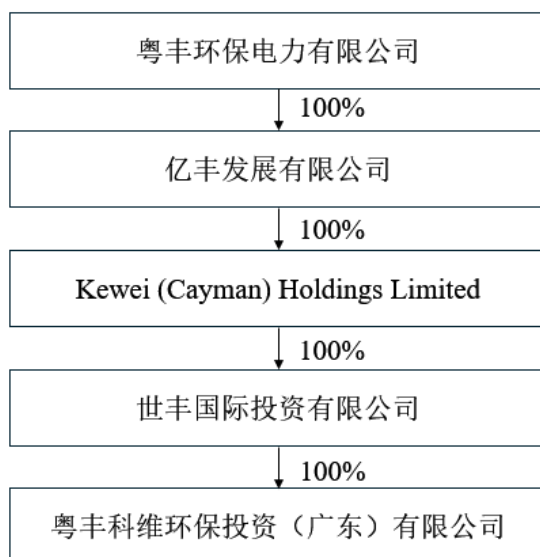 粤丰环保电力有限公司
100%
亿丰发展有限公司
100%
Kewei (Cayman) Holdings Limited
100%
世丰国际投资有限公司
100%
粤丰科维环保投资（广东）有限公司